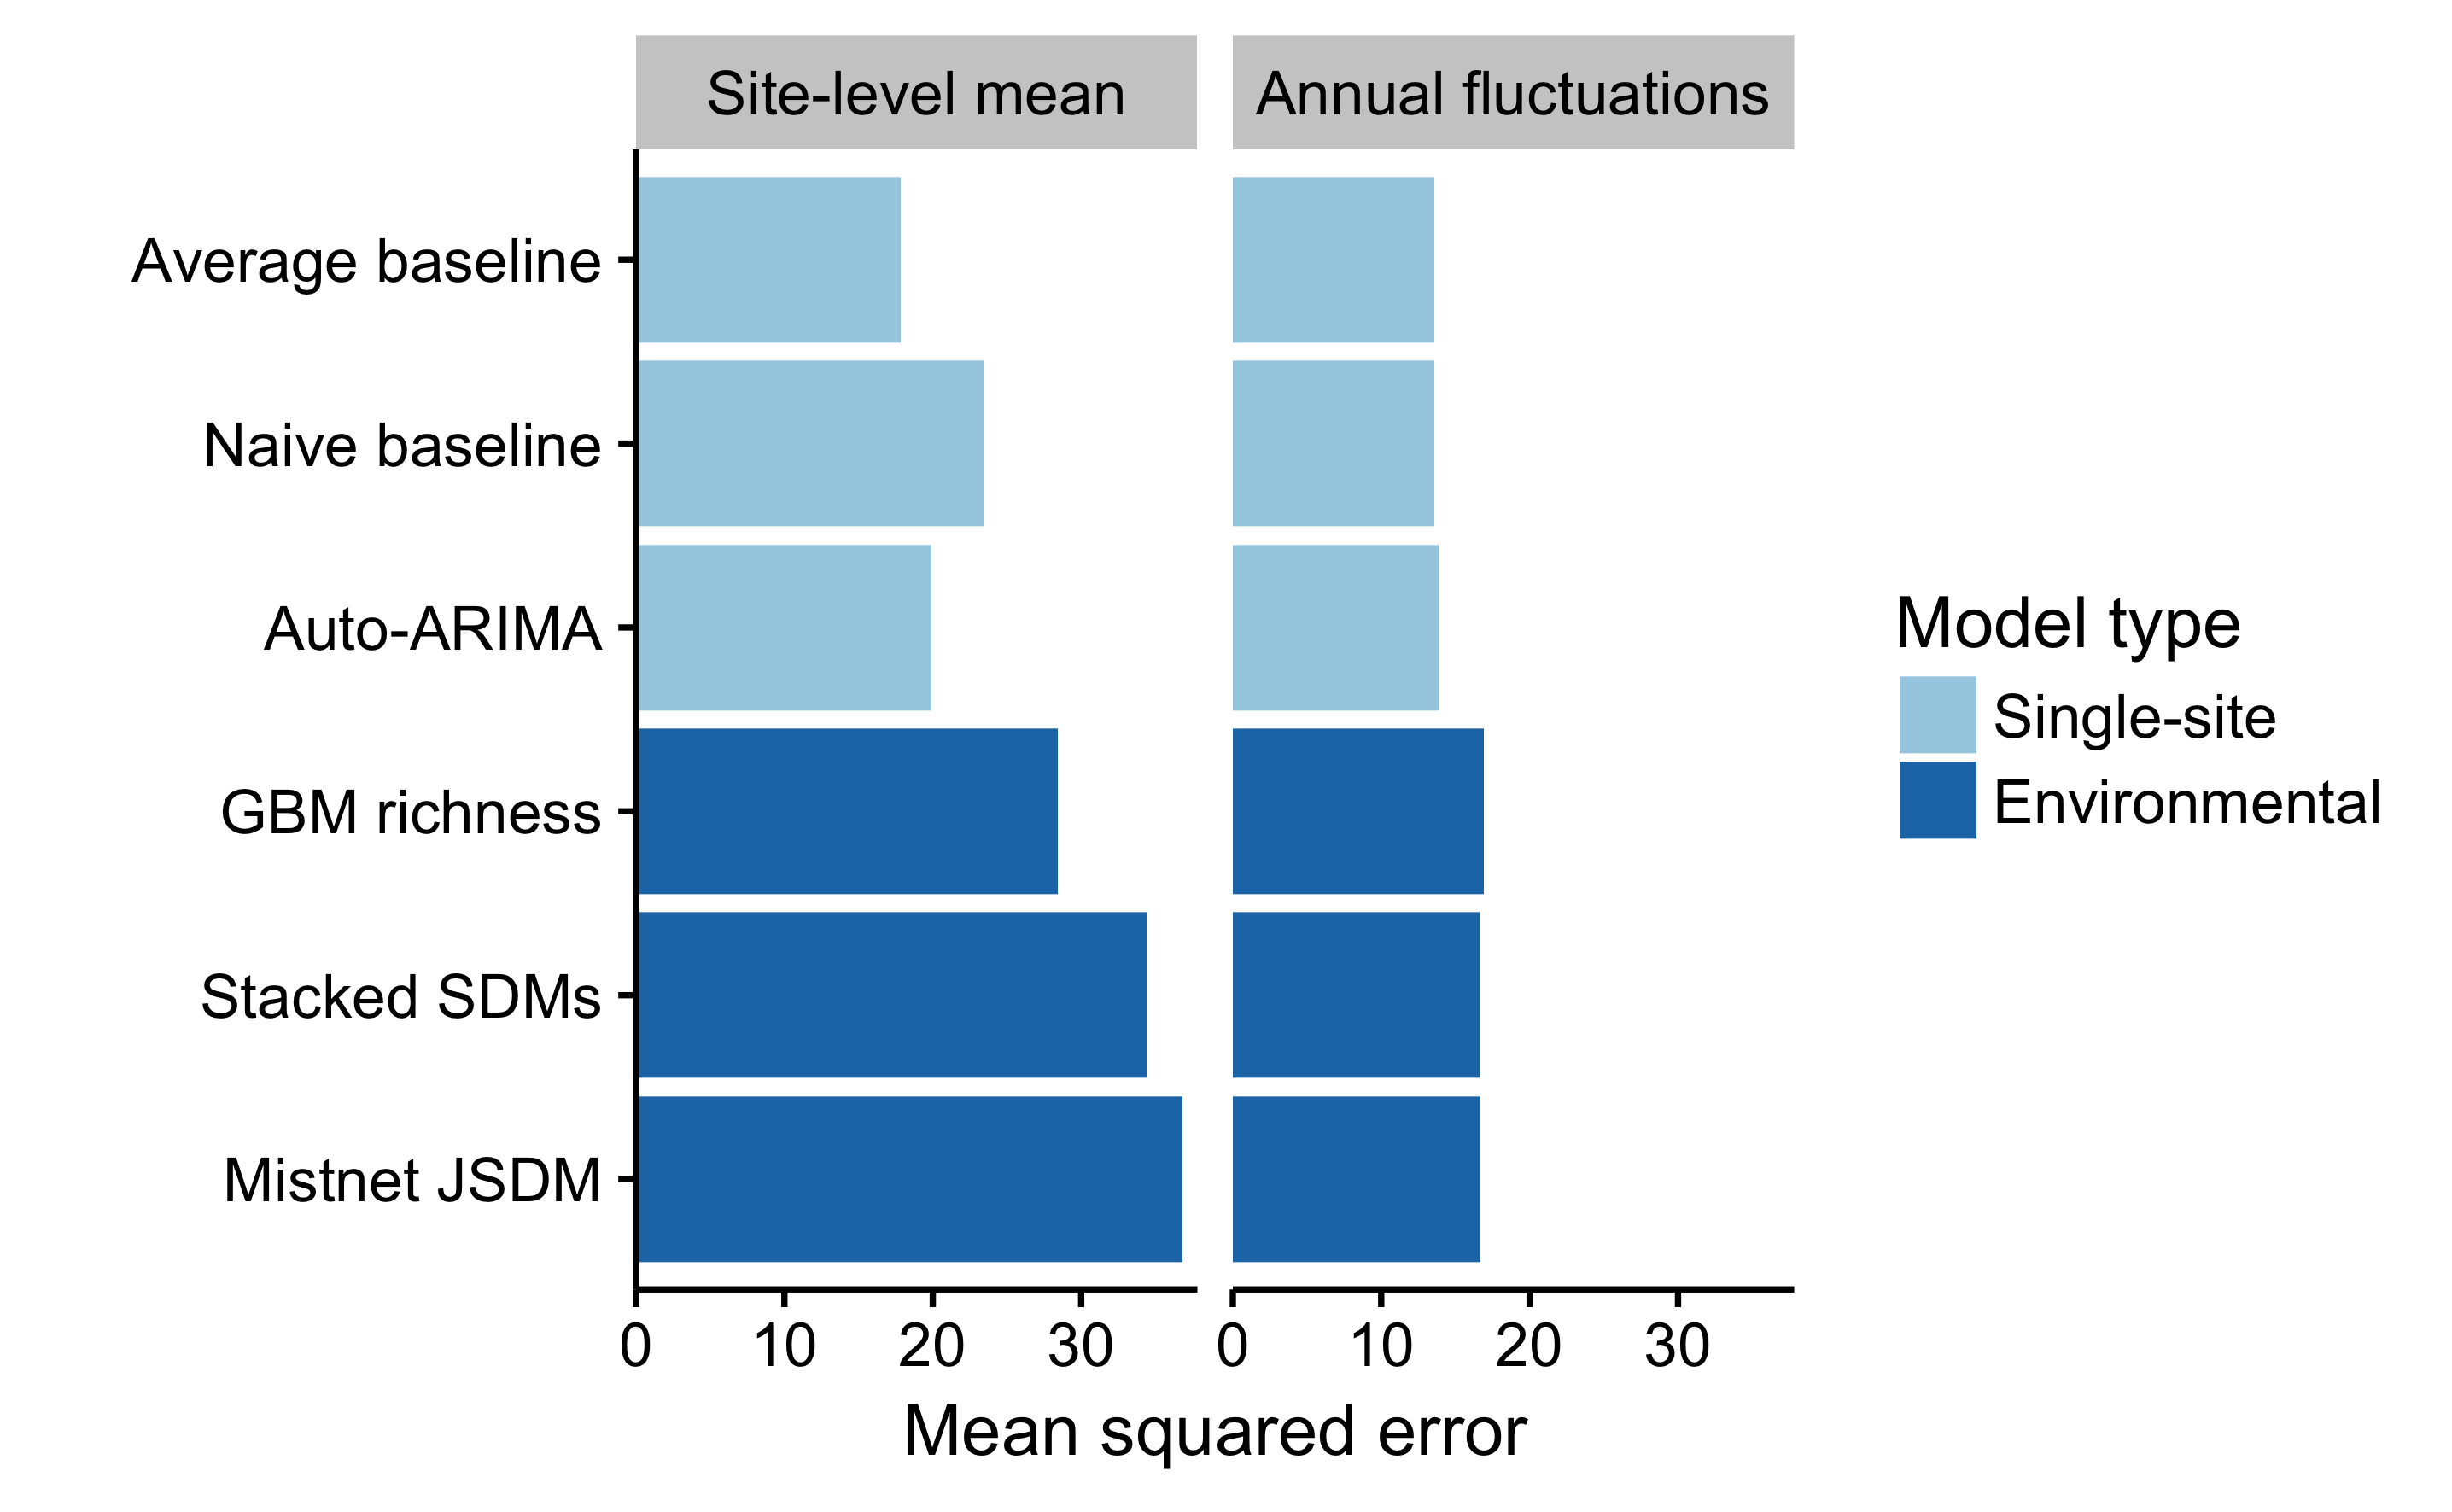 Site-level mean
Annual fluctuations
Average baseline
Naive baseline
Auto-ARIMA
GBM richness
Stacked SDMs
Mistnet JSDM
0 10 20 30 0 10 20 30
Mean squared error
Model type
Single-site
Environmental